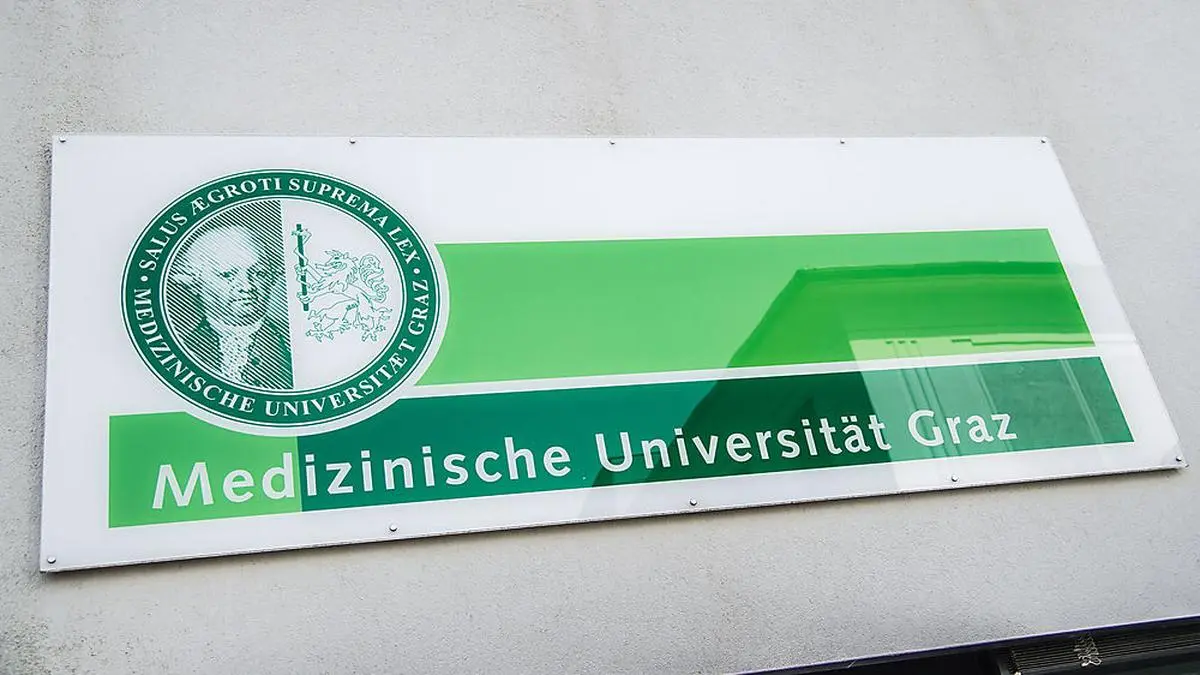 · SALUS ÆGROTI SUPREMA LEX ·
MEDIZINISCHE UNIVERSITÆT GRAZ
Medizinische Universität Graz